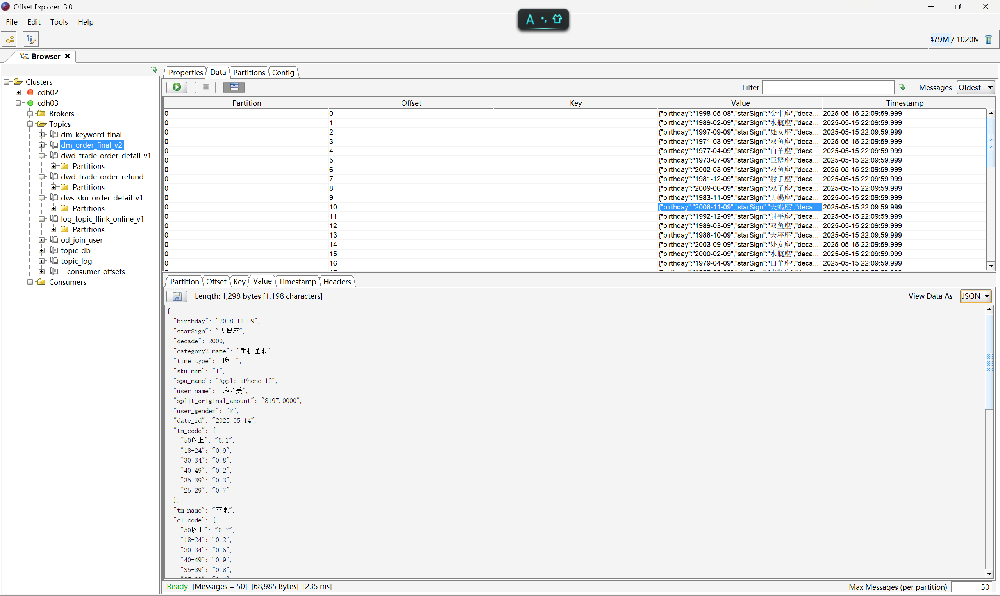 Offset Explorer 3.0
File Edit Tools Help
A
479M / 1020M
Browser
Clusters
cdh02
cdh03
Brokers
Topics
dm_keyword_final
dm_order_final_v2
dwd_trade_order_detail_v1
Partitions
dwd_trade_order_refund
Partitions
dws_sku_order_detail_v1
Partitions
log_topic_flink_online_v1
Partitions
od_join_user
topic_db
topic_log
__consumer_offsets
Consumers
Properties Data Partitions Config
Filter Messages Oldest
Partition Offset Key Value Timestamp
0 0 {"birthday":"1998-05-08","starSign":"金牛座","deca... 2025-05-15 22:09:59.999
0 1 {"birthday":"1989-02-09","starSign":"水瓶座","deca... 2025-05-15 22:09:59.999
0 2 {"birthday":"1997-09-09","starSign":"处女座","deca... 2025-05-15 22:09:59.999
0 3 {"birthday":"1971-03-09","starSign":"双鱼座","deca... 2025-05-15 22:09:59.999
0 4 {"birthday":"1977-04-09","starSign":"白羊座","deca... 2025-05-15 22:09:59.999
0 5 {"birthday":"1973-07-09","starSign":"巨蟹座","deca... 2025-05-15 22:09:59.999
0 6 {"birthday":"2002-03-09","starSign":"双鱼座","deca... 2025-05-15 22:09:59.999
0 7 {"birthday":"1981-12-09","starSign":"射手座","deca... 2025-05-15 22:09:59.999
0 8 {"birthday":"2009-06-09","starSign":"双子座","deca... 2025-05-15 22:09:59.999
0 9 {"birthday":"1983-11-09","starSign":"天蝎座","deca... 2025-05-15 22:09:59.999
0 10 {"birthday":"2008-11-09","starSign":"天蝎座","deca... 2025-05-15 22:09:59.999
0 11 {"birthday":"1992-12-09","starSign":"射手座","deca... 2025-05-15 22:09:59.999
0 12 {"birthday":"1989-03-09","starSign":"双鱼座","deca... 2025-05-15 22:09:59.999
0 13 {"birthday":"1988-10-09","starSign":"天秤座","deca... 2025-05-15 22:09:59.999
0 14 {"birthday":"2003-09-09","starSign":"处女座","deca... 2025-05-15 22:09:59.999
0 15 {"birthday":"2000-02-09","starSign":"水瓶座","deca... 2025-05-15 22:09:59.999
0 16 {"birthday":"1979-04-09","starSign":"白羊座","deca... 2025-05-15 22:09:59.999
Partition Offset Key Value Timestamp Headers
Length: 1,298 bytes [1,198 characters] View Data As JSON
{
"birthday": "2008-11-09",
"starSign": "天蝎座",
"decade": 2000,
"category2_name": "手机通讯",
"time_type": "晚上",
"sku_num": "1",
"spu_name": "Apple iPhone 12",
"user_name": "施巧美",
"split_original_amount": "8197.0000",
"user_gender": "F",
"date_id": "2025-05-14",
"tm_code": {
"50以上": "0.1",
"18-24": "0.9",
"30-34": "0.8",
"40-49": "0.2",
"35-39": "0.3",
"25-29": "0.7"
},
"tm_name": "苹果",
"c1_code": {
"50以上": "0.7",
"18-24": "0.2",
"30-34": "0.6",
"40-49": "0.9",
"35-39": "0.8",
Ready [Messages = 50] [68,985 Bytes] [235 ms] Max Messages (per partition) 50